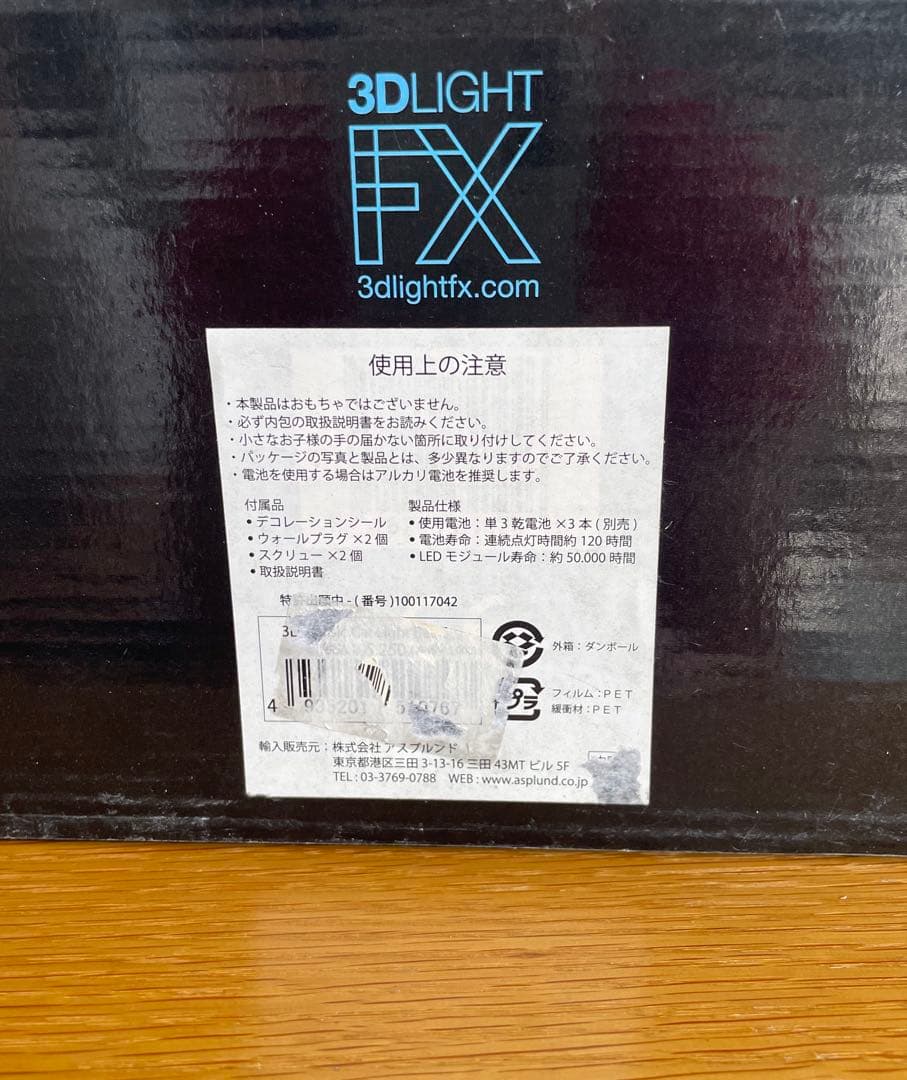 3DLIGHT
FX
3dlightfx.com
使用上の注意
・本製品はおもちゃではございません。
・必ず内包の取扱説明書をお読みください。
・小さなお子様の手の届かない箇所に取り付けしてください。
・パッケージの写真と製品とは、多少異なりますのでご了承ください。
・電池を使用する場合はアルカリ電池を推奨します。
付属品
• デコレーションシール
• ウォールプラグ ×2 個
• スクリュー ×2 個
• 取扱説明書
製品仕様
• 使用電池：単 3 乾電池 ×3 本 ( 別売 )
• 電池寿命：連続点灯時間約 120 時間
• LED モジュール寿命：約 50.000 時間
特許出願中 - ( 番号 )100117042
外箱：ダンボール
プラ
フィルム：PET
緩衝材：PET
輸入販売元：株式会社 アスプルンド
東京都港区三田 3-13-16 三田 43MT ビル 5F
TEL : 03-3769-0788 WEB : www.asplund.co.jp